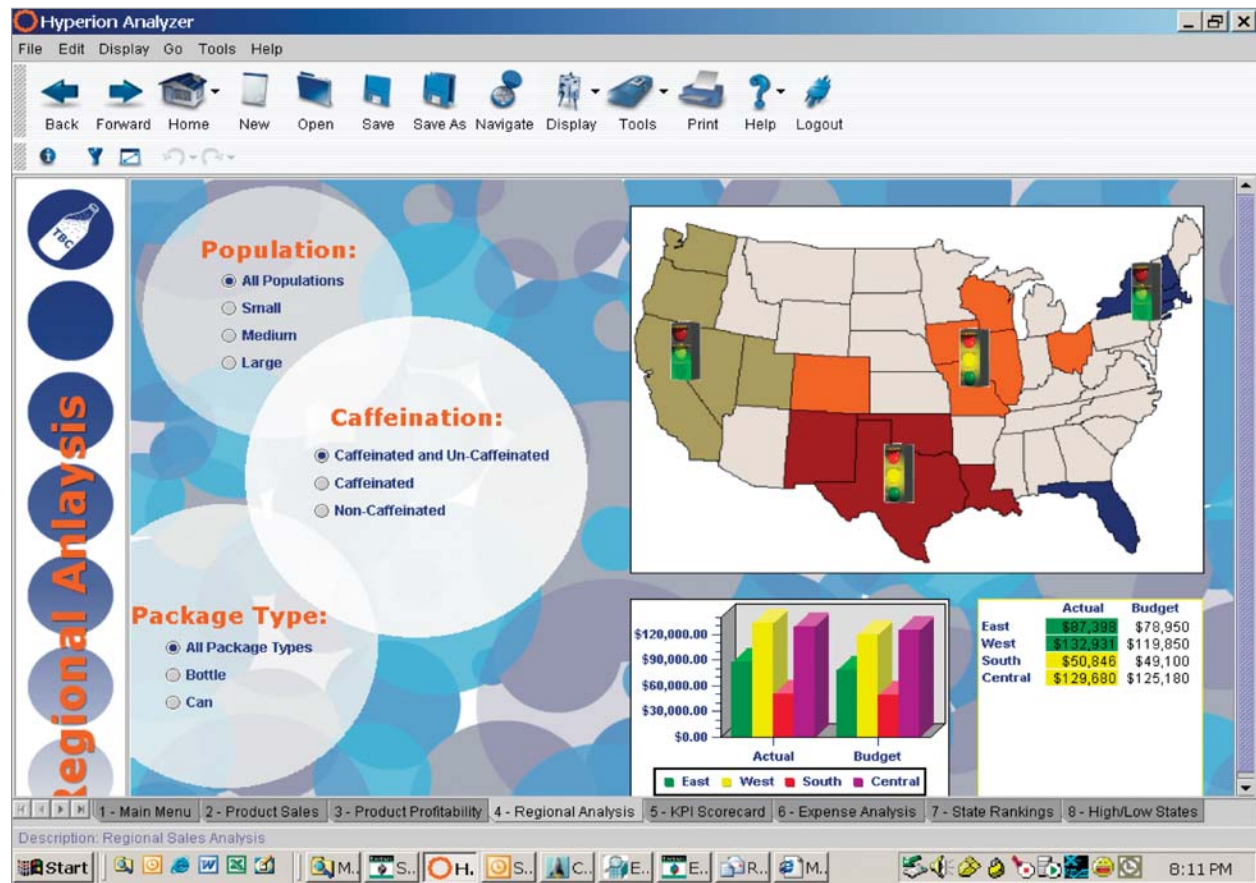 Hyperion Analyzer
File Edit Display Go Tools Help
Back Forward Home New Open Save Save As Navigate Display Tools Print Help Logout
TBC
Regional Anlaysis
Population:
All Populations
Small
Medium
Large
Caffeination:
Caffeinated and Un-Caffeinated
Caffeinated
Non-Caffeinated
Package Type:
All Package Types
Bottle
Can
$120,000.00
$90,000.00
$60,000.00
$30,000.00
$0.00
Actual Budget
East West South Central
Actual Budget
East $87,398 $78,950
West $132,931 $119,850
South $50,846 $49,100
Central $129,680 $125,180
1 - Main Menu 2 - Product Sales 3 - Product Profitability 4 - Regional Analysis 5 - KPI Scorecard 6 - Expense Analysis 7 - State Rankings 8 - High/Low States
Description: Regional Sales Analysis
Start M.. S.. H. S.. C.. E.. E.. R.. M.. 8:11 PM